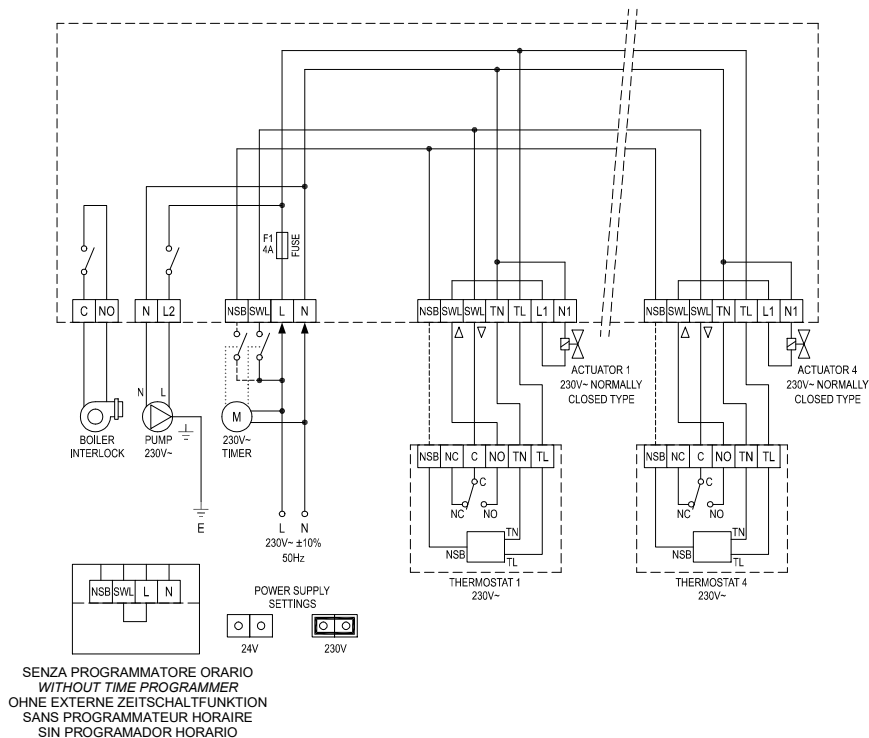 F1
4A
FUSE
C NO N L2 NSB SWL L N NSB SWL SWL TN TL L1 N1 NSB SWL SWL TN TL L1 N1
ACTUATOR 1
230V~ NORMALLY
CLOSED TYPE
ACTUATOR 4
230V~ NORMALLY
CLOSED TYPE
N L
M
BOILER
INTERLOCK
PUMP
230V~
230V~
TIMER
E
L N
230V~ ±10%
50Hz
NSB NC C NO TN TL
C
NC NO
TN
NSB
TL
THERMOSTAT 1
230V~
NSB NC C NO TN TL
C
NC NO
TN
NSB
TL
THERMOSTAT 4
230V~
NSB SWL L N
POWER SUPPLY
SETTINGS
24V 230V
SENZA PROGRAMMATORE ORARIO
WITHOUT TIME PROGRAMMER
OHNE EXTERNE ZEITSCHALTFUNKTION
SANS PROGRAMMATEUR HORAIRE
SIN PROGRAMADOR HORARIO